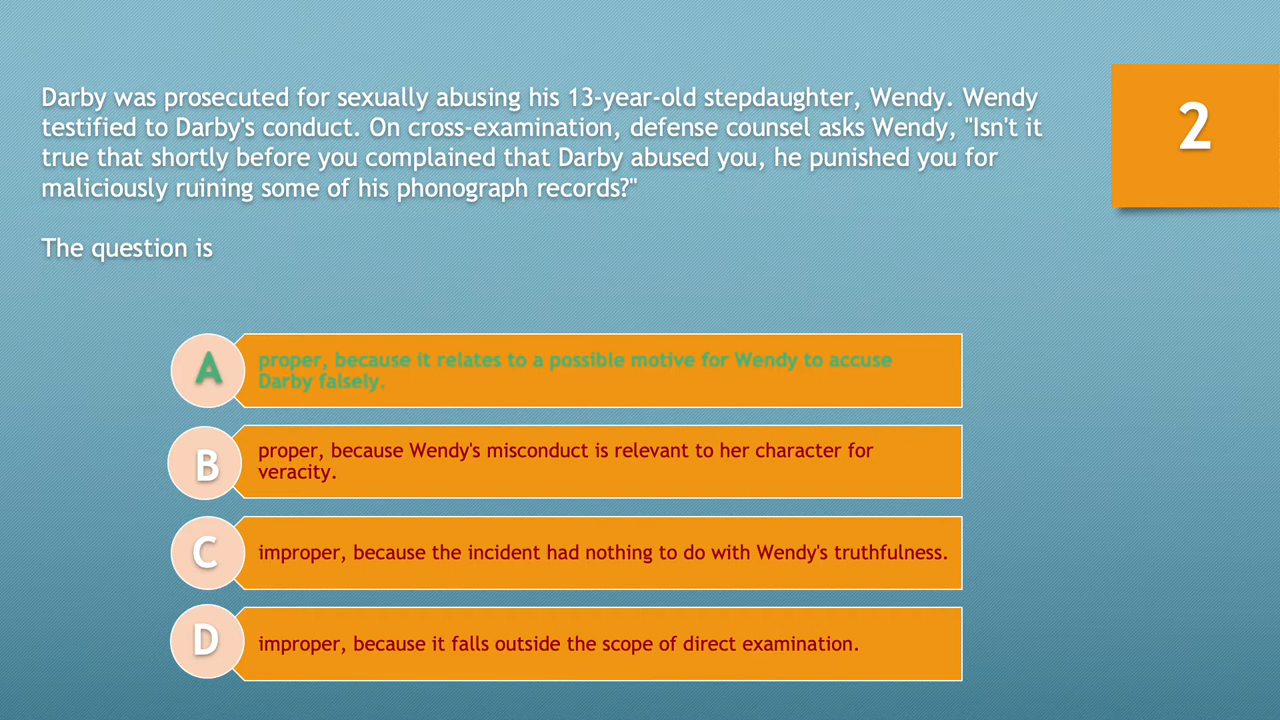 Darby was prosecuted for sexually abusing his 13-year-old stepdaughter, Wendy. Wendy
testified to Darby's conduct. On cross-examination, defense counsel asks Wendy, "Isn't it
true that shortly before you complained that Darby abused you, he punished you for
maliciously ruining some of his phonograph records?"
2
The question is
A
proper, because it relates to a possible motive for Wendy to accuse
Darby falsely.
B
proper, because Wendy's misconduct is relevant to her character for
veracity.
C
improper, because the incident had nothing to do with Wendy's truthfulness.
D
improper, because it falls outside the scope of direct examination.